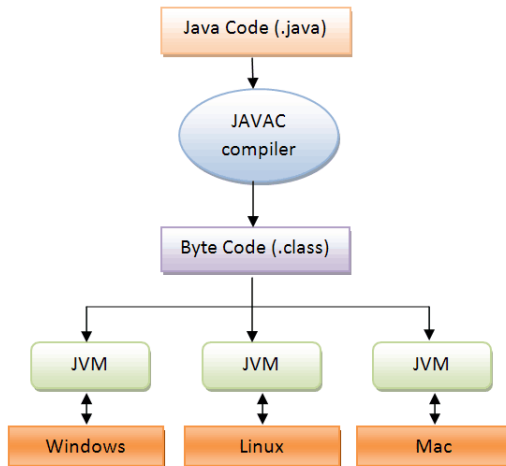 Java Code (.java)
JAVAC
compiler
Byte Code (.class)
JVM
JVM
JVM
Windows
Linux
Mac